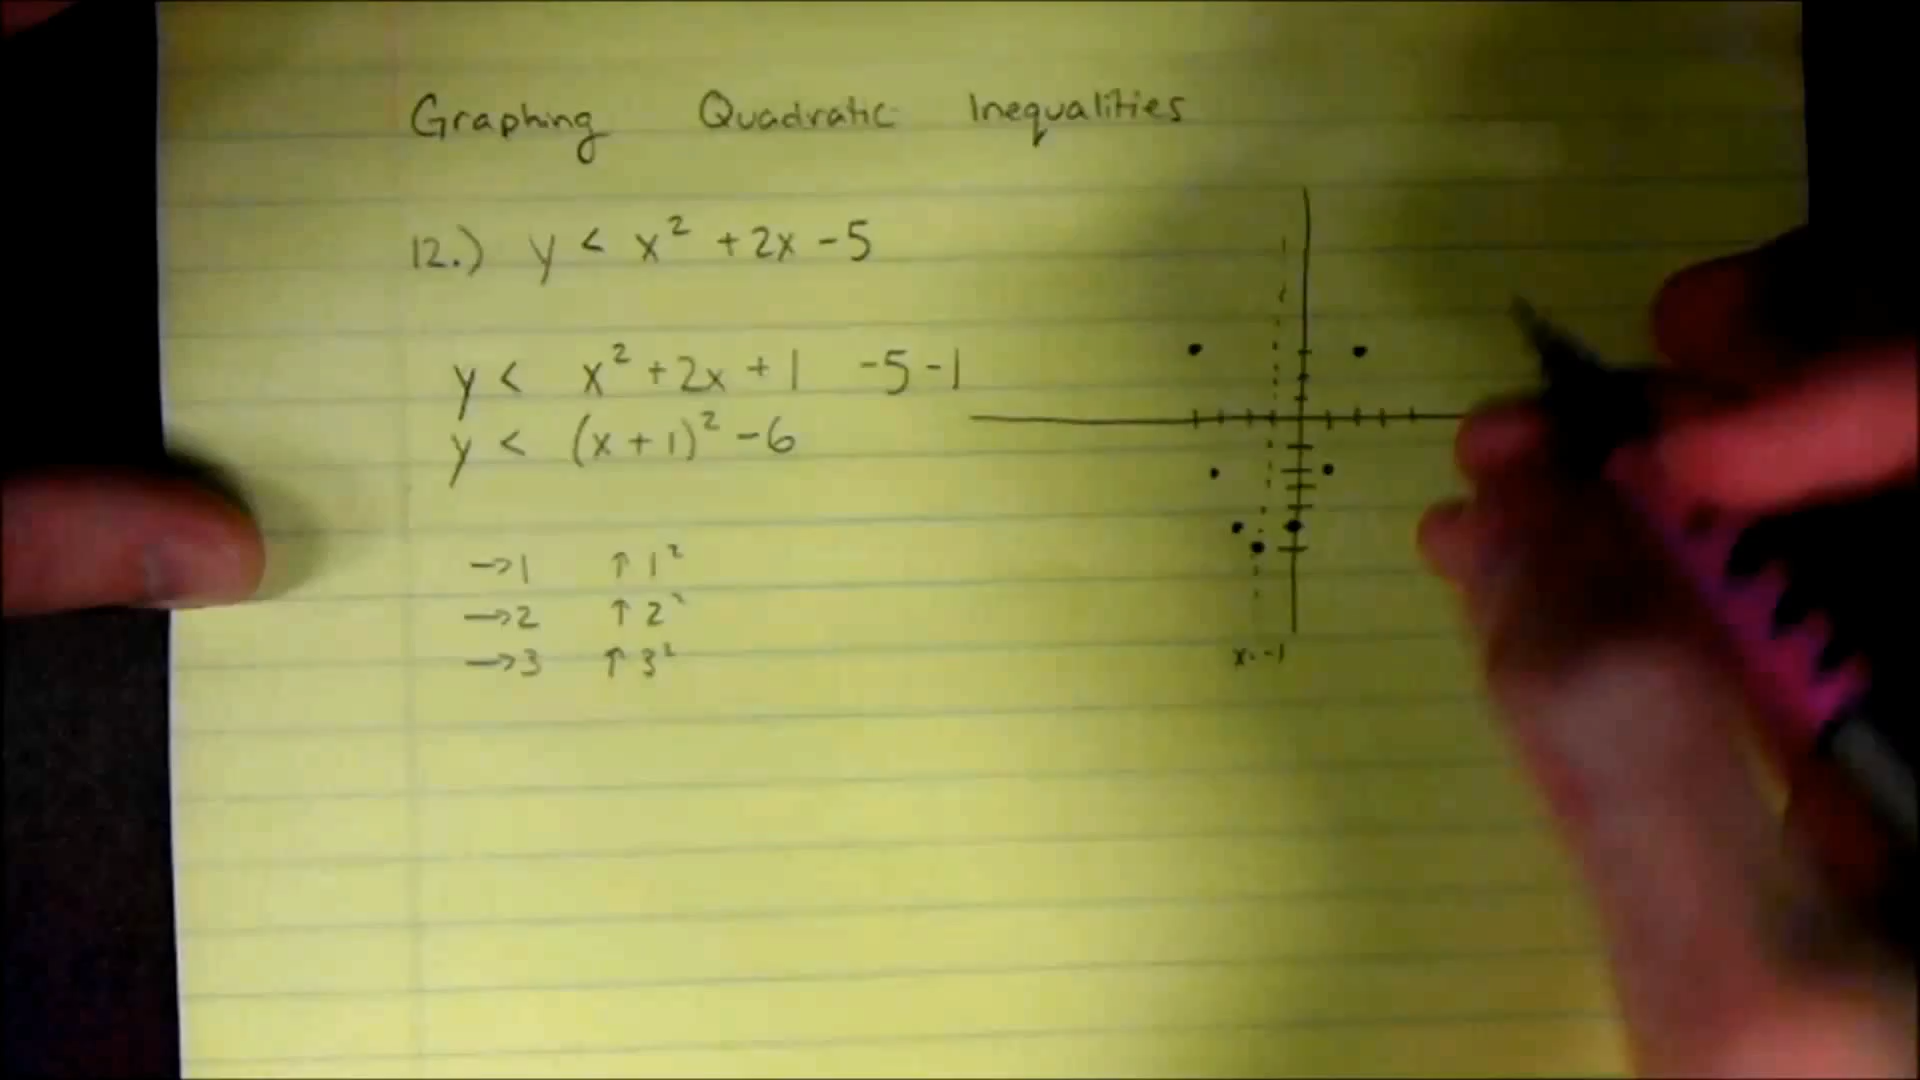 Graphing Quadratic Inequalities
12.) y < x² + 2x - 5
y < x² + 2x + 1 -5 - 1
y < (x + 1)² - 6
→1 ↑ 1²
→2 ↑ 2²
→3 ↑ 3²
x = -1